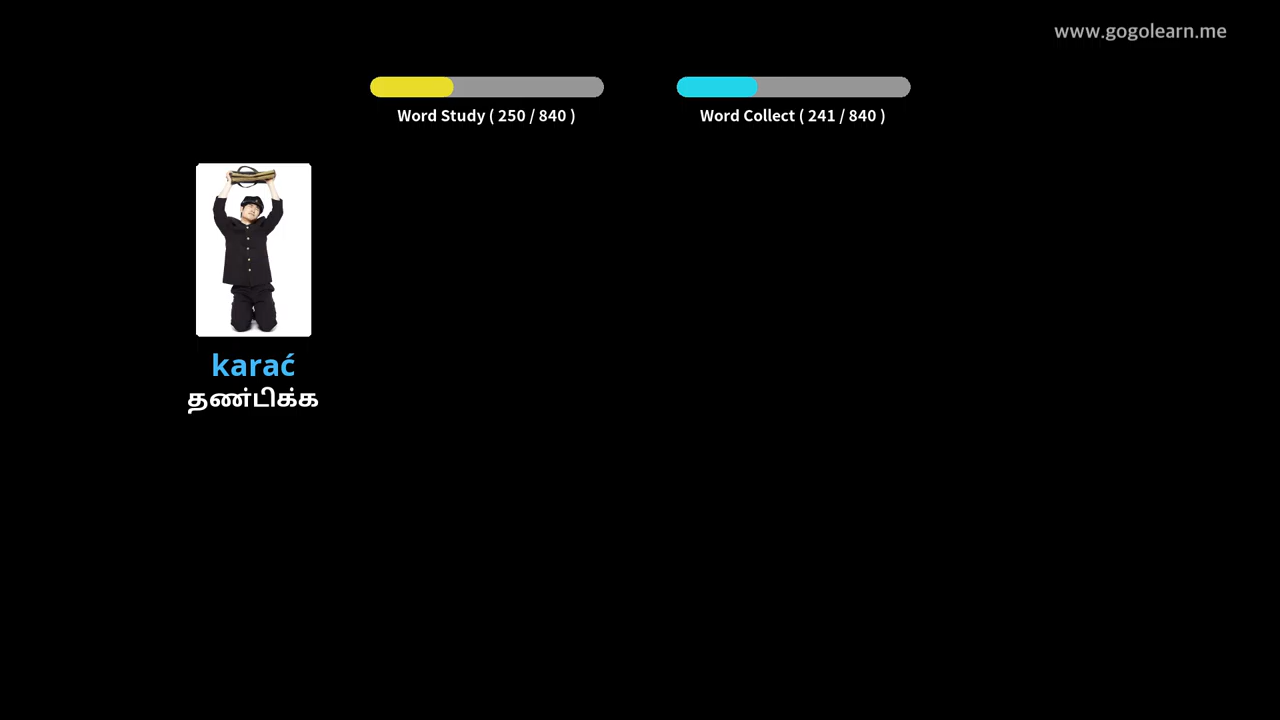 www.gogolearn.me
Word Study ( 250 / 840 )
Word Collect ( 241 / 840 )
karać
தண்டிக்க